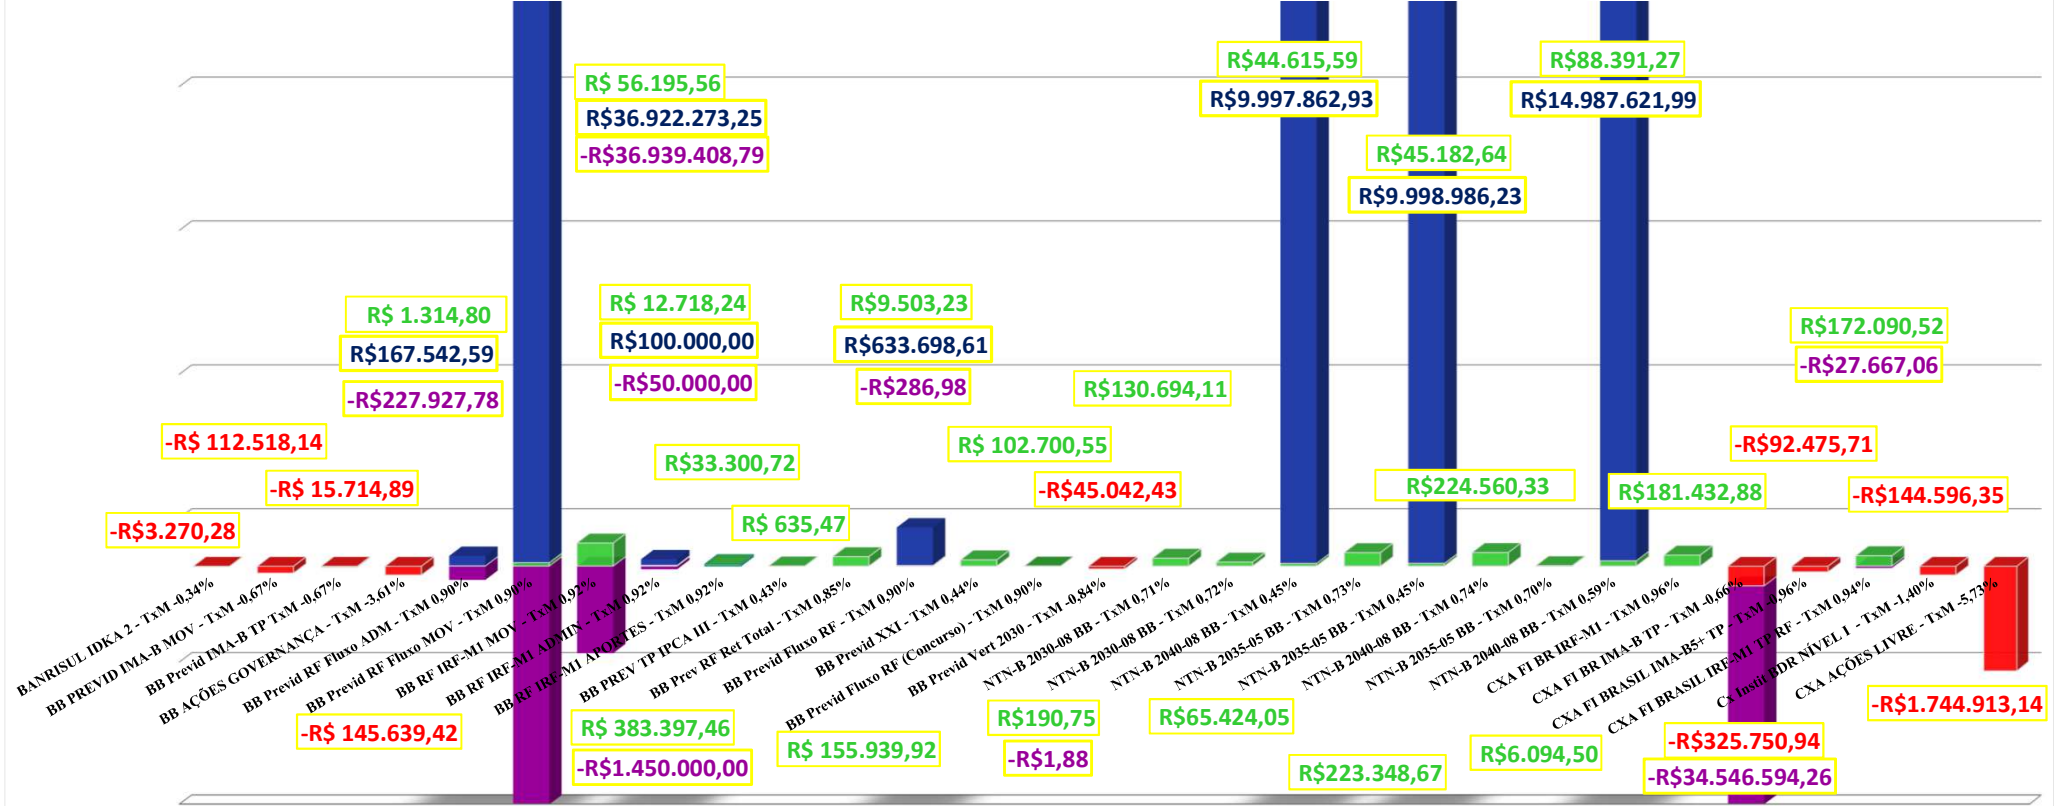 R$ 56.195,56
R$36.922.273,25
-R$36.939.408,79
R$44.615,59
R$9.997.862,93
R$45.182,64
R$9.998.986,23
R$88.391,27
R$14.987.621,99
R$ 1.314,80
R$167.542,59
-R$227.927,78
R$ 12.718,24
R$100.000,00
-R$50.000,00
R$9.503,23
R$633.698,61
-R$286,98
R$130.694,11
R$172.090,52
-R$27.667,06
-R$ 112.518,14
-R$ 15.714,89
-R$3.270,28
R$33.300,72
R$ 635,47
R$ 102.700,55
-R$45.042,43
R$224.560,33
R$181.432,88
-R$92.475,71
-R$144.596,35
BANRISUL IDKA 2 - TxM -0,34%
BB PREVID IMA-B MOV - TxM -0,67%
BB Previd IMA-B TP TxM -0,67%
BB AÇÕES GOVERNANÇA - TxM -3,61%
BB Previd RF Fluxo ADM - TxM 0,90%
BB Previd RF Fluxo MOV - TxM 0,90%
BB RF IRF-M1 MOV - TxM 0,92%
BB RF IRF-M1 ADMIN - TxM 0,92%
BB RF IRF-M1 APORTES - TxM 0,92%
BB PREV TP IPCA III - TxM 0,43%
BB Prev RF Ret Total - TxM 0,85%
BB Previd Fluxo RF - TxM 0,90%
BB Previd XXI - TxM 0,44%
BB Previd Fluxo RF (Concurso) - TxM 0,90%
BB Previd Vert 2030 - TxM -0,84%
NTN-B 2030-08 BB - TxM 0,71%
NTN-B 2030-08 BB - TxM 0,72%
NTN-B 2040-08 BB - TxM 0,45%
NTN-B 2035-05 BB - TxM 0,73%
NTN-B 2035-05 BB - TxM 0,45%
NTN-B 2040-08 BB - TxM 0,74%
NTN-B 2035-05 BB - TxM 0,70%
NTN-B 2040-08 BB - TxM 0,59%
CXA FI BR IRF-M1 - TxM 0,96%
CXA FI BR IMA-B TP - TxM -0,66%
CXA FI BRASIL IMA-B5+ TP - TxM -0,96%
CXA FI BRASIL IRF-M1 TP RF - TxM 0,94%
Cx Instit BDR NÍVEL I - TxM -1,40%
CXA AÇÕES LIVRE - TxM -5,73%
-R$ 145.639,42
R$ 383.397,46
-R$1.450.000,00
R$ 155.939,92
R$190,75
-R$1,88
R$65.424,05
R$223.348,67
R$6.094,50
-R$325.750,94
-R$34.546.594,26
-R$1.744.913,14